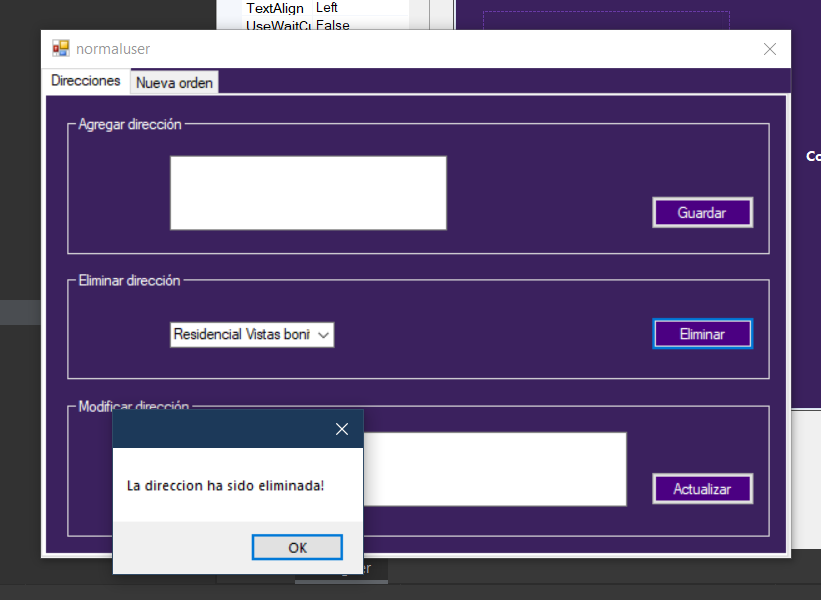 TextAlign Left
UseWaitCu False
normaluser
Direcciones Nueva orden
Agregar dirección
Guardar
Eliminar dirección
Residencial Vistas boni
Eliminar
Modificar dirección
La direccion ha sido eliminada!
Actualizar
OK